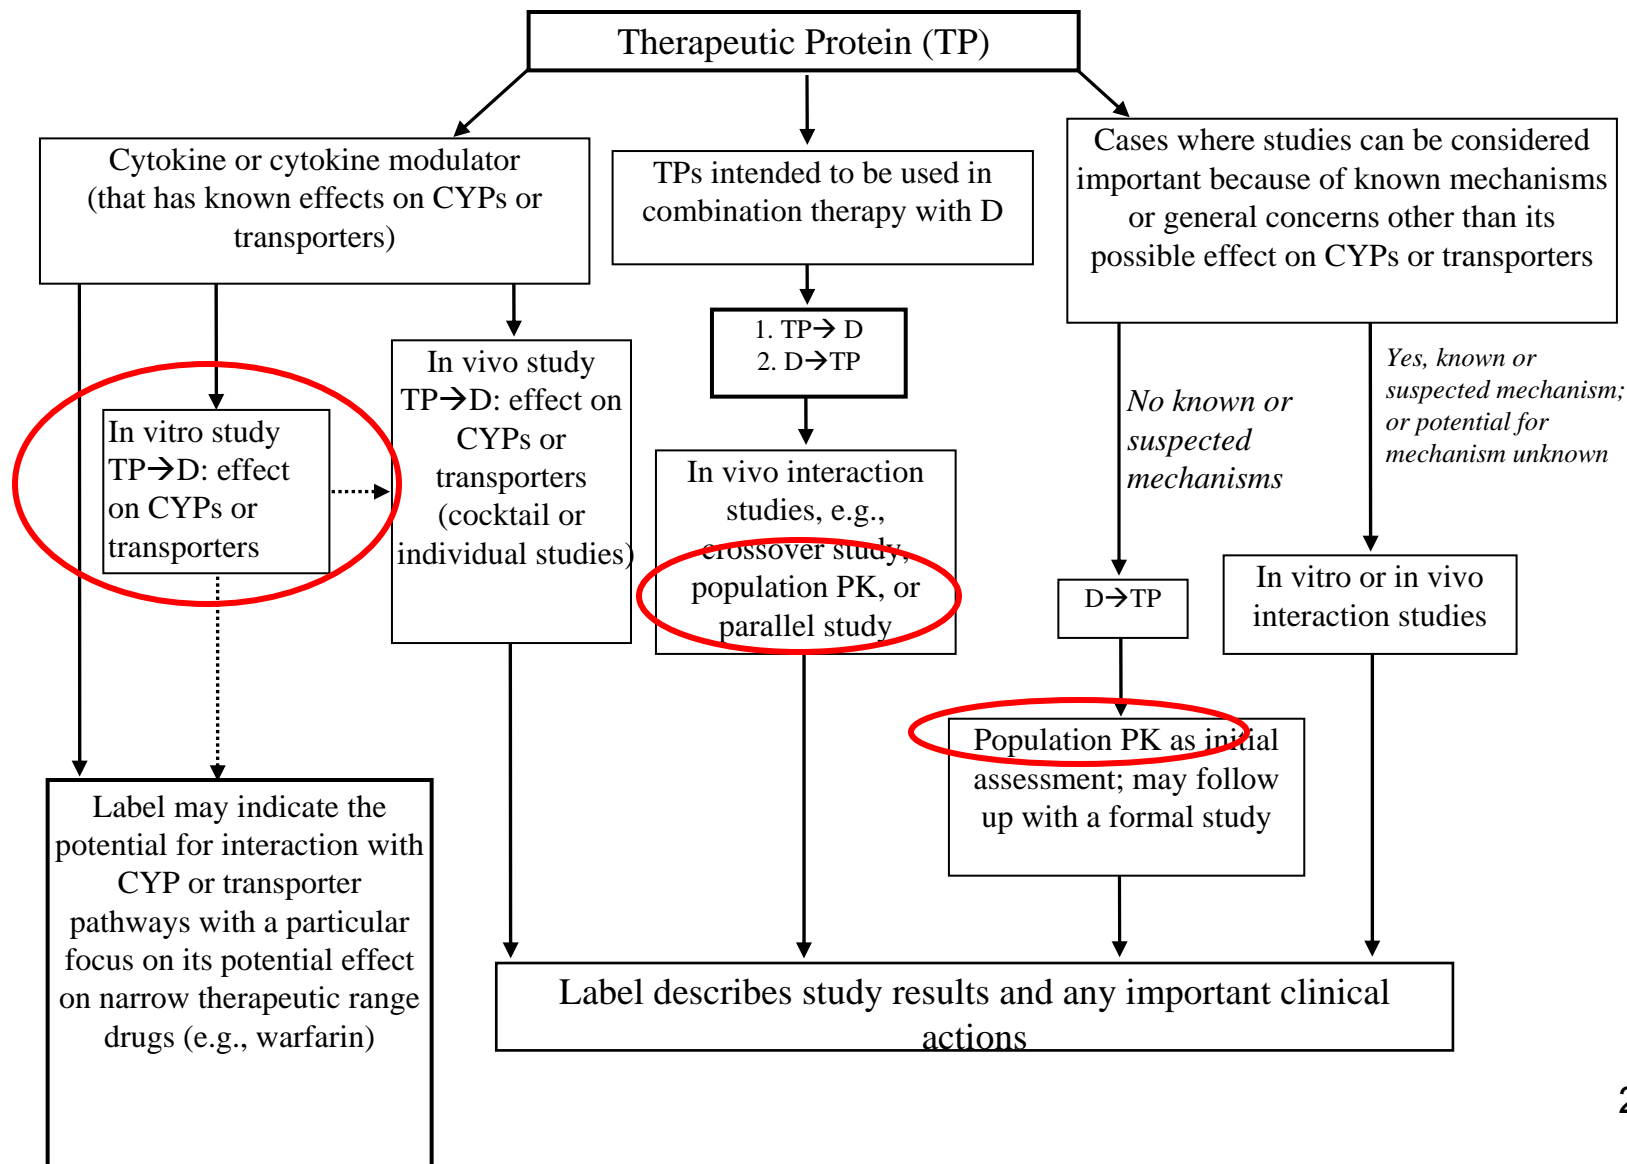 Therapeutic Protein (TP)
Cytokine or cytokine modulator
(that has known effects on CYPs or
transporters)
TPs intended to be used in
combination therapy with D
Cases where studies can be considered
important because of known mechanisms
or general concerns other than its
possible effect on CYPs or transporters
1. TP→ D
2. D→TP
In vitro study
TP→D: effect
on CYPs or
transporters
In vivo study
TP→D: effect on
CYPs or
transporters
(cocktail or
individual studies)
In vivo interaction
studies, e.g.,
crossover study,
population PK, or
parallel study
No known or
suspected
mechanisms
Yes, known or
suspected mechanism;
or potential for
mechanism unknown
D→TP
In vitro or in vivo
interaction studies
Population PK as initial
assessment; may follow
up with a formal study
Label may indicate the
potential for interaction with
CYP or transporter
pathways with a particular
focus on its potential effect
on narrow therapeutic range
drugs (e.g., warfarin)
Label describes study results and any important clinical
actions
2